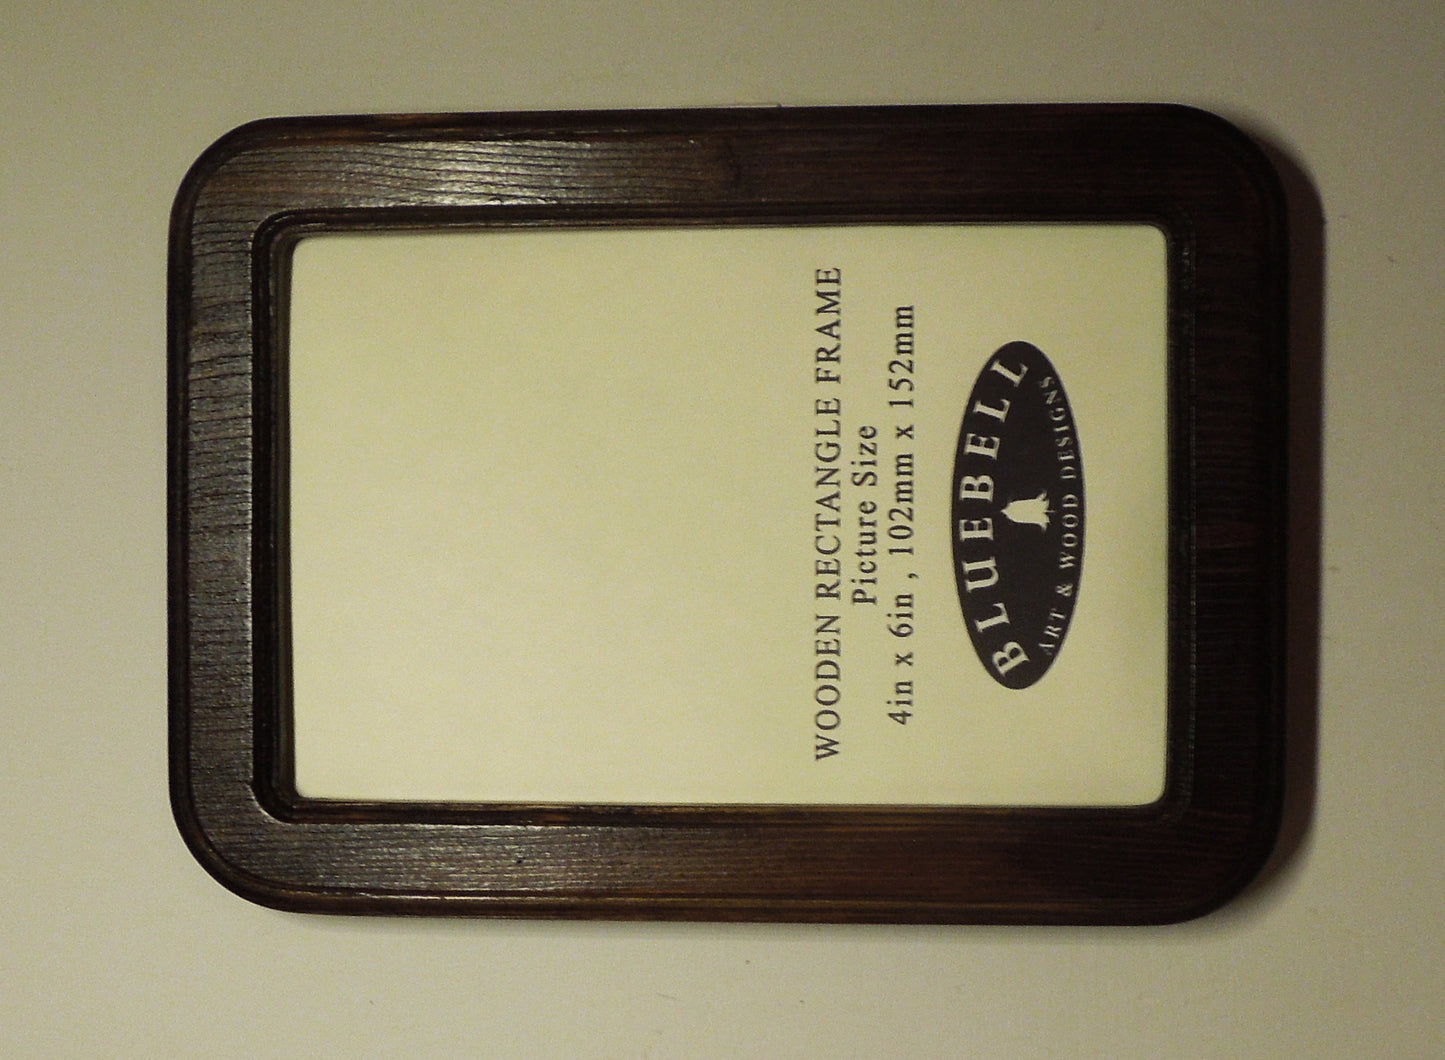 WOODEN RECTANGLE FRAME
Picture Size
4in x 6in , 102mm x 152mm
BLUEBELL
ART & WOOD DESIGNS